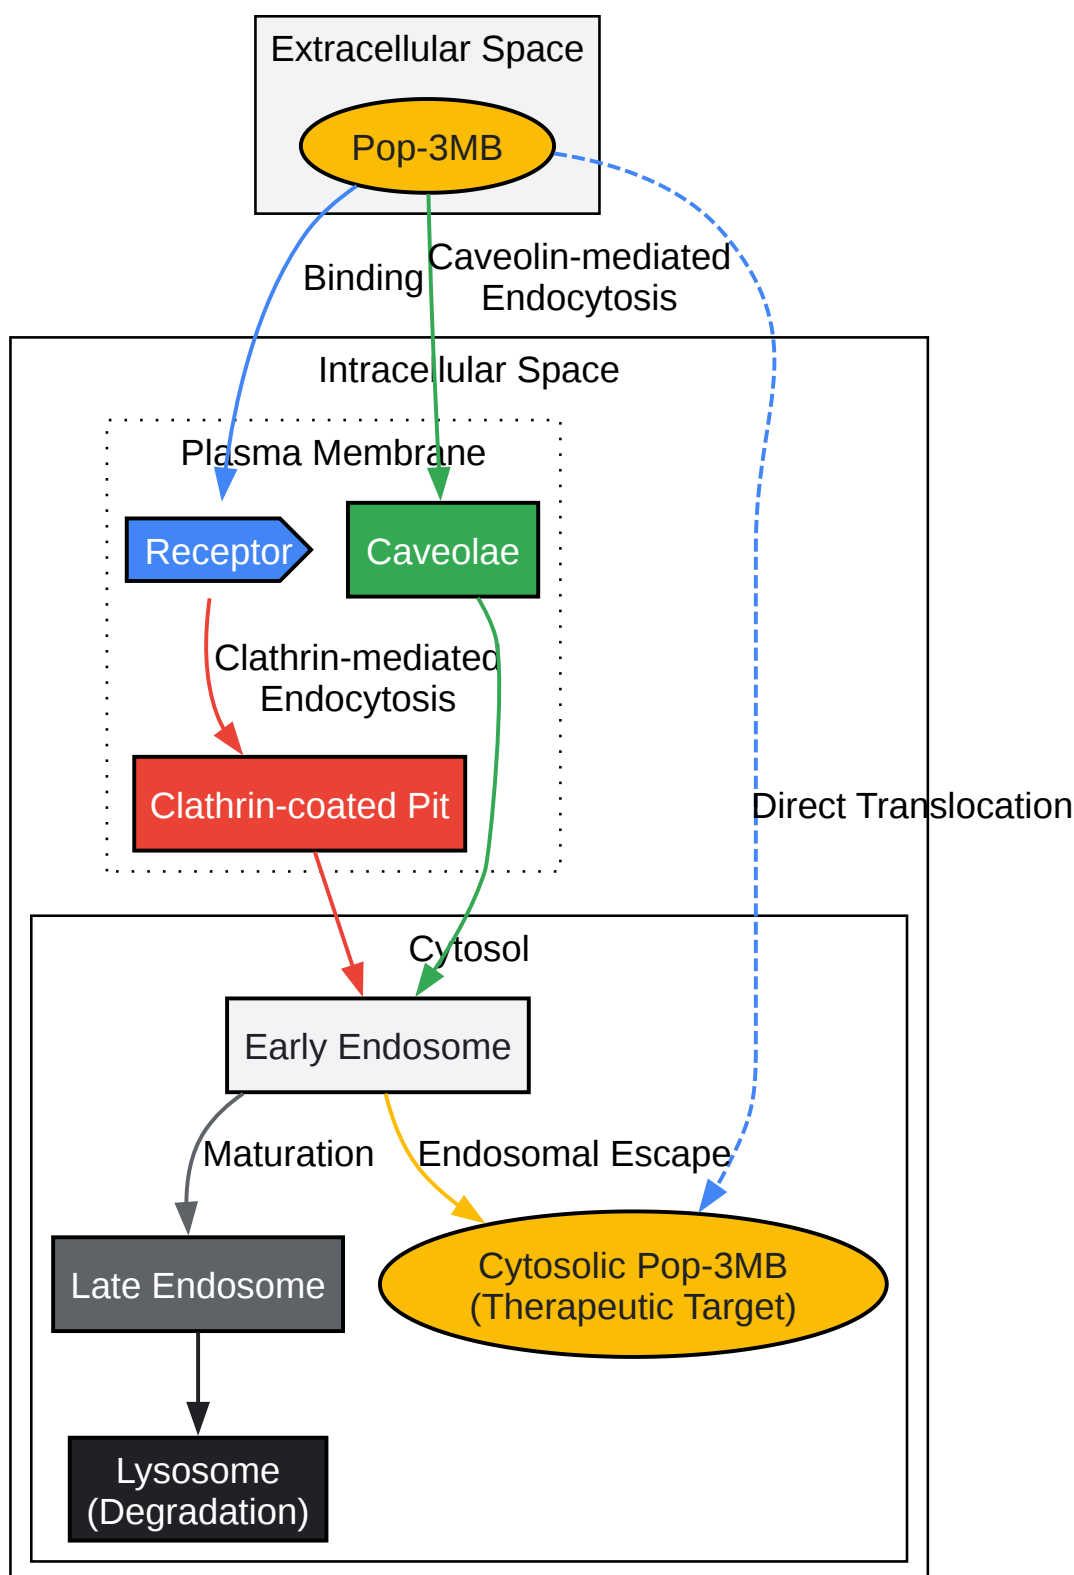 Extracellular Space
Pop-3MB
Binding
Caveolin-mediated
Endocytosis
Intracellular Space
Plasma Membrane
Receptor
Caveolae
Clathrin-mediated
Endocytosis
Clathrin-coated Pit
Direct Translocation
Cytosol
Early Endosome
Maturation
Endosomal Escape
Late Endosome
Cytosolic Pop-3MB
(Therapeutic Target)
Lysosome
(Degradation)